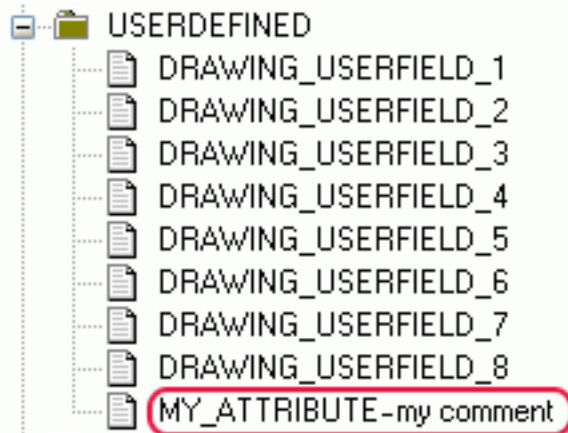 USERDEFINED
DRAWING_USERFIELD_1
DRAWING_USERFIELD_2
DRAWING_USERFIELD_3
DRAWING_USERFIELD_4
DRAWING_USERFIELD_5
DRAWING_USERFIELD_6
DRAWING_USERFIELD_7
DRAWING_USERFIELD_8
MY_ATTRIBUTE-my comment